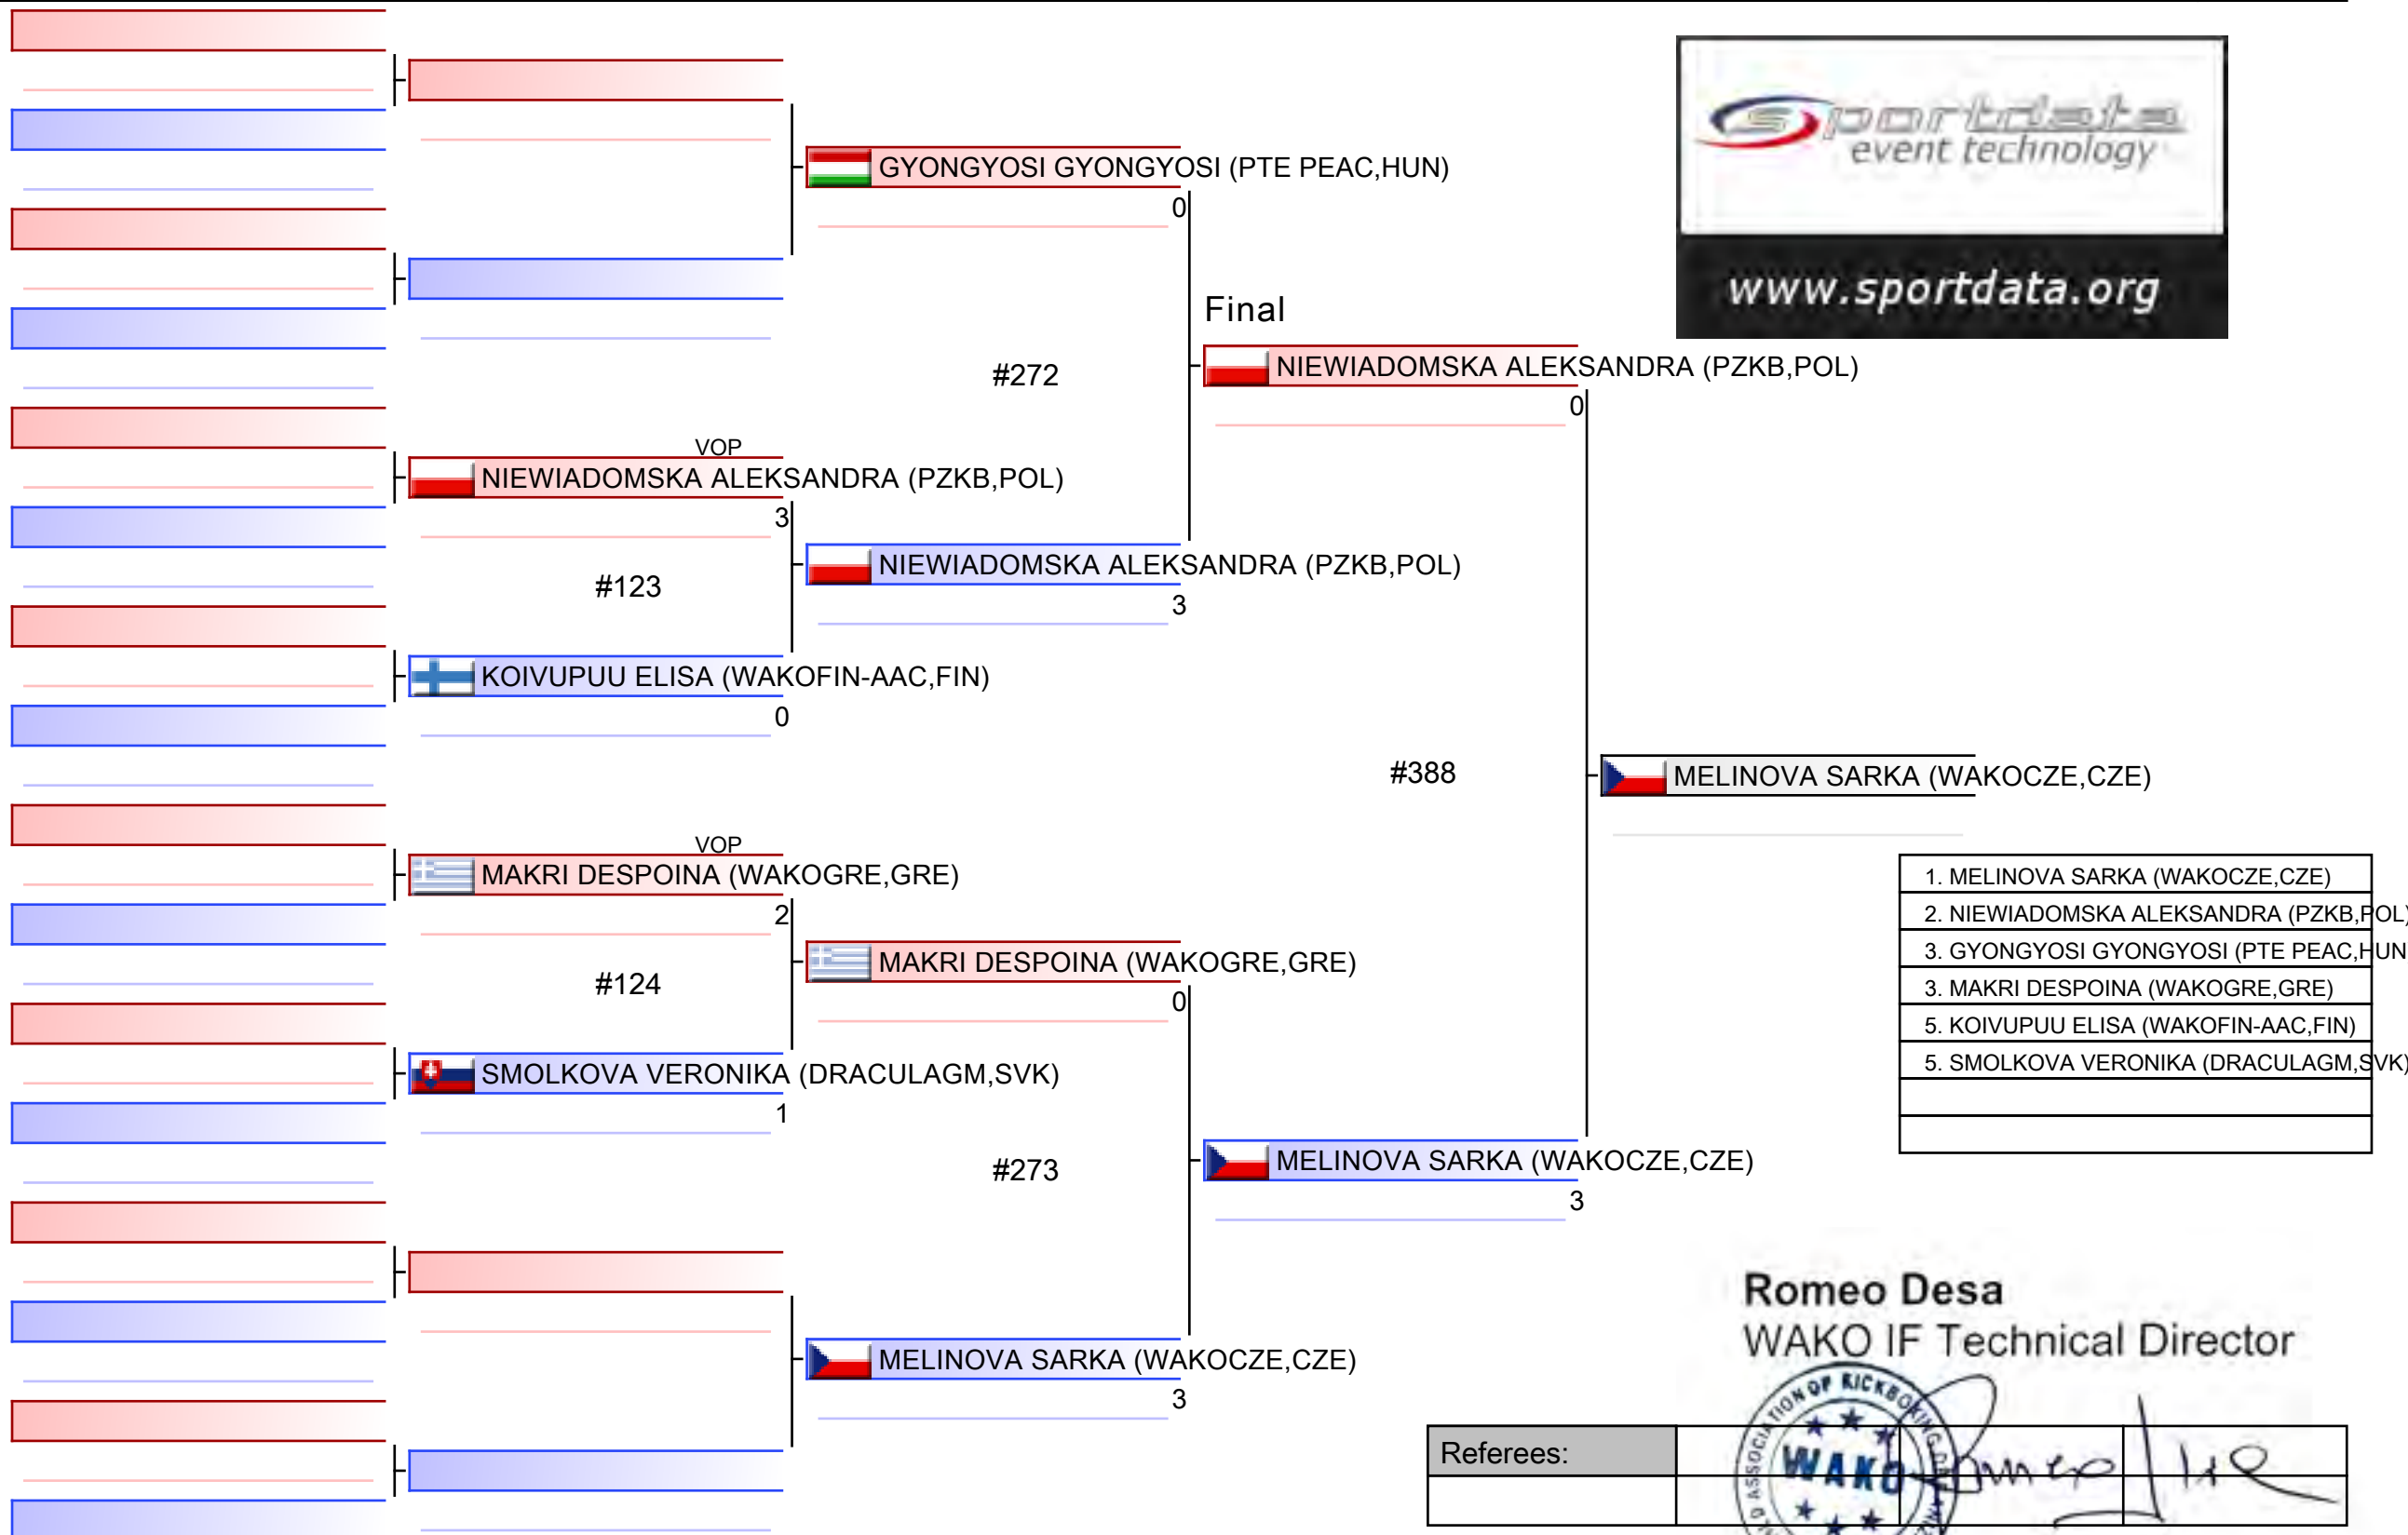 sportdata
event technology
www.sportdata.org
GYONGYOSI GYONGYOSI (PTE PEAC,HUN)
0
Final
#272
NIEWIADOMSKA ALEKSANDRA (PZKB,POL)
0
VOP
NIEWIADOMSKA ALEKSANDRA (PZKB,POL)
3
NIEWIADOMSKA ALEKSANDRA (PZKB,POL)
3
#123
KOIVUPUU ELISA (WAKOFIN-AAC,FIN)
0
#388
MELINOVA SARKA (WAKOCZE,CZE)
VOP
MAKRI DESPOINA (WAKOGRE,GRE)
2
MAKRI DESPOINA (WAKOGRE,GRE)
0
#124
SMOLKOVA VERONIKA (DRACULAGM,SVK)
1
#273
MELINOVA SARKA (WAKOCZE,CZE)
3
MELINOVA SARKA (WAKOCZE,CZE)
3
1. MELINOVA SARKA (WAKOCZE,CZE)
2. NIEWIADOMSKA ALEKSANDRA (PZKB,POL)
3. GYONGYOSI GYONGYOSI (PTE PEAC,HUN
3. MAKRI DESPOINA (WAKOGRE,GRE)
5. KOIVUPUU ELISA (WAKOFIN-AAC,FIN)
5. SMOLKOVA VERONIKA (DRACULAGM,SVK)
Romeo Desa
WAKO IF Technical Director
Referees:
ASSOCIATION OF KICKBOXING
WAKO